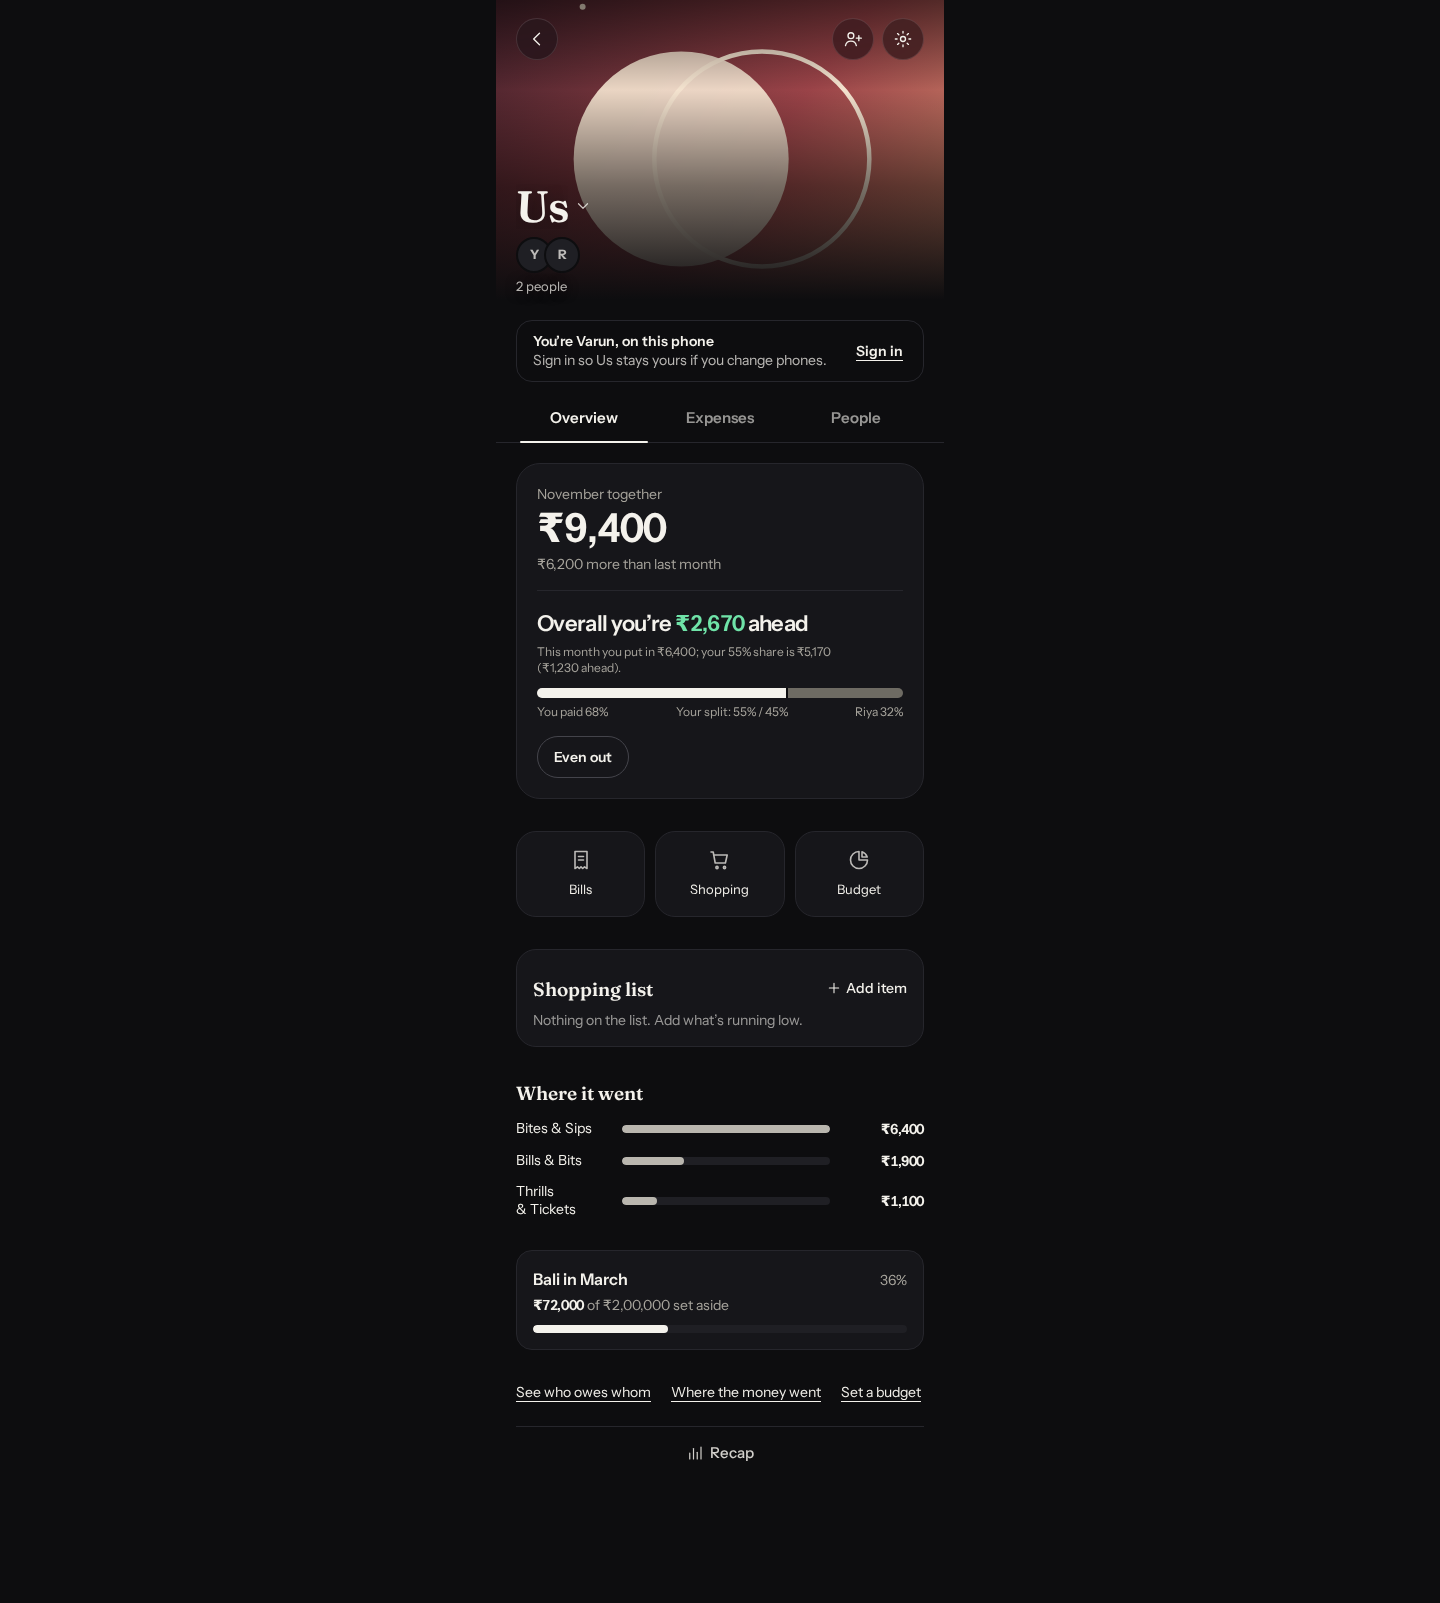 Us
Y R
2 people
You're Varun, on this phone
Sign in so Us stays yours if you change phones.
Sign in
Overview Expenses People
November together
₹9,400
₹6,200 more than last month
Overall you’re ₹2,670 ahead
This month you put in ₹6,400; your 55% share is ₹5,170
(₹1,230 ahead).
You paid 68% Your split: 55% / 45% Riya 32%
Even out
Bills Shopping Budget
Shopping list
Add item
Nothing on the list. Add what’s running low.
Where it went
Bites & Sips ₹6,400
Bills & Bits ₹1,900
Thrills
& Tickets ₹1,100
Bali in March 36%
₹72,000 of ₹2,00,000 set aside
See who owes whom Where the money went Set a budget
Recap